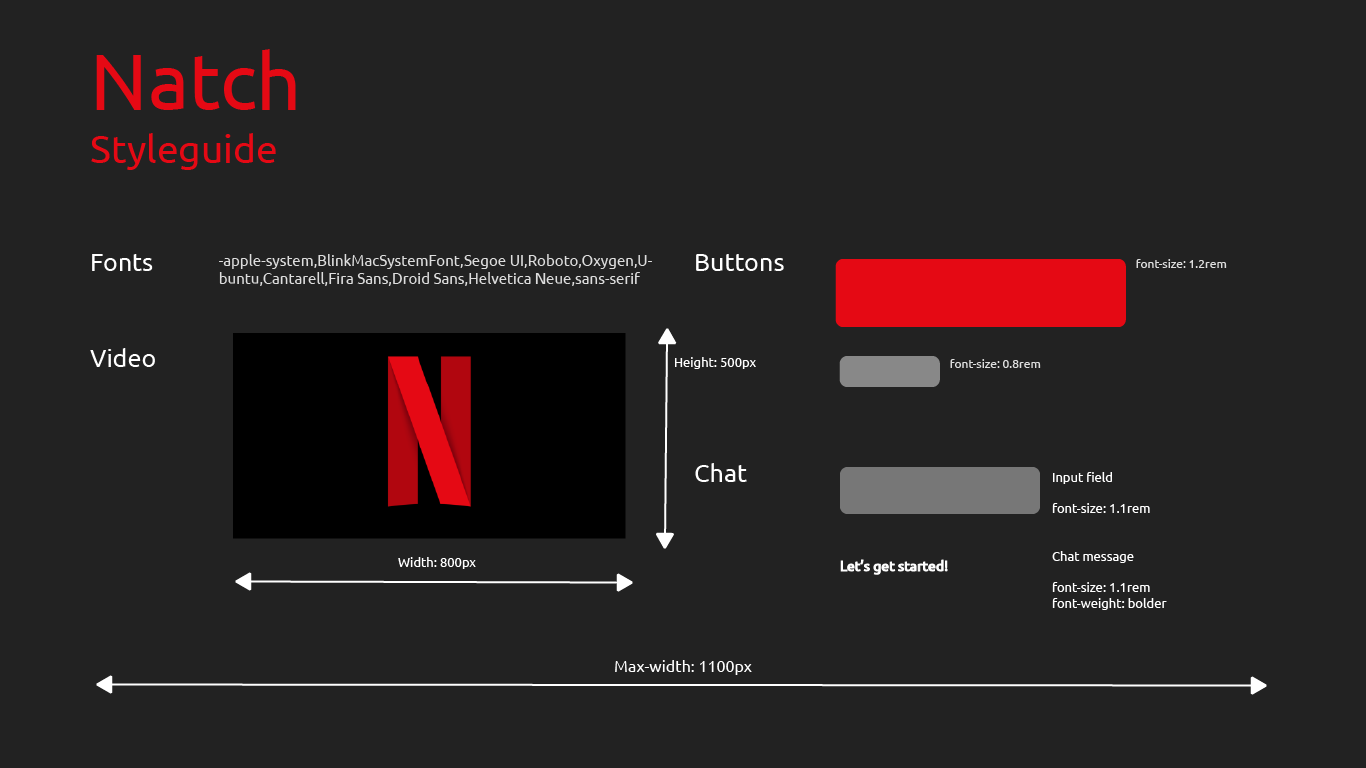 Natch
Styleguide
Fonts
-apple-system,BlinkMacSystemFont,Segoe UI,Roboto,Oxygen,U-
buntu,Cantarell,Fira Sans,Droid Sans,Helvetica Neue,sans-serif
Video
Height: 500px
Width: 800px
Buttons
font-size: 1.2rem
font-size: 0.8rem
Chat
Input field
font-size: 1.1rem
Let's get started!
Chat message
font-size: 1.1rem
font-weight: bolder
Max-width: 1100px